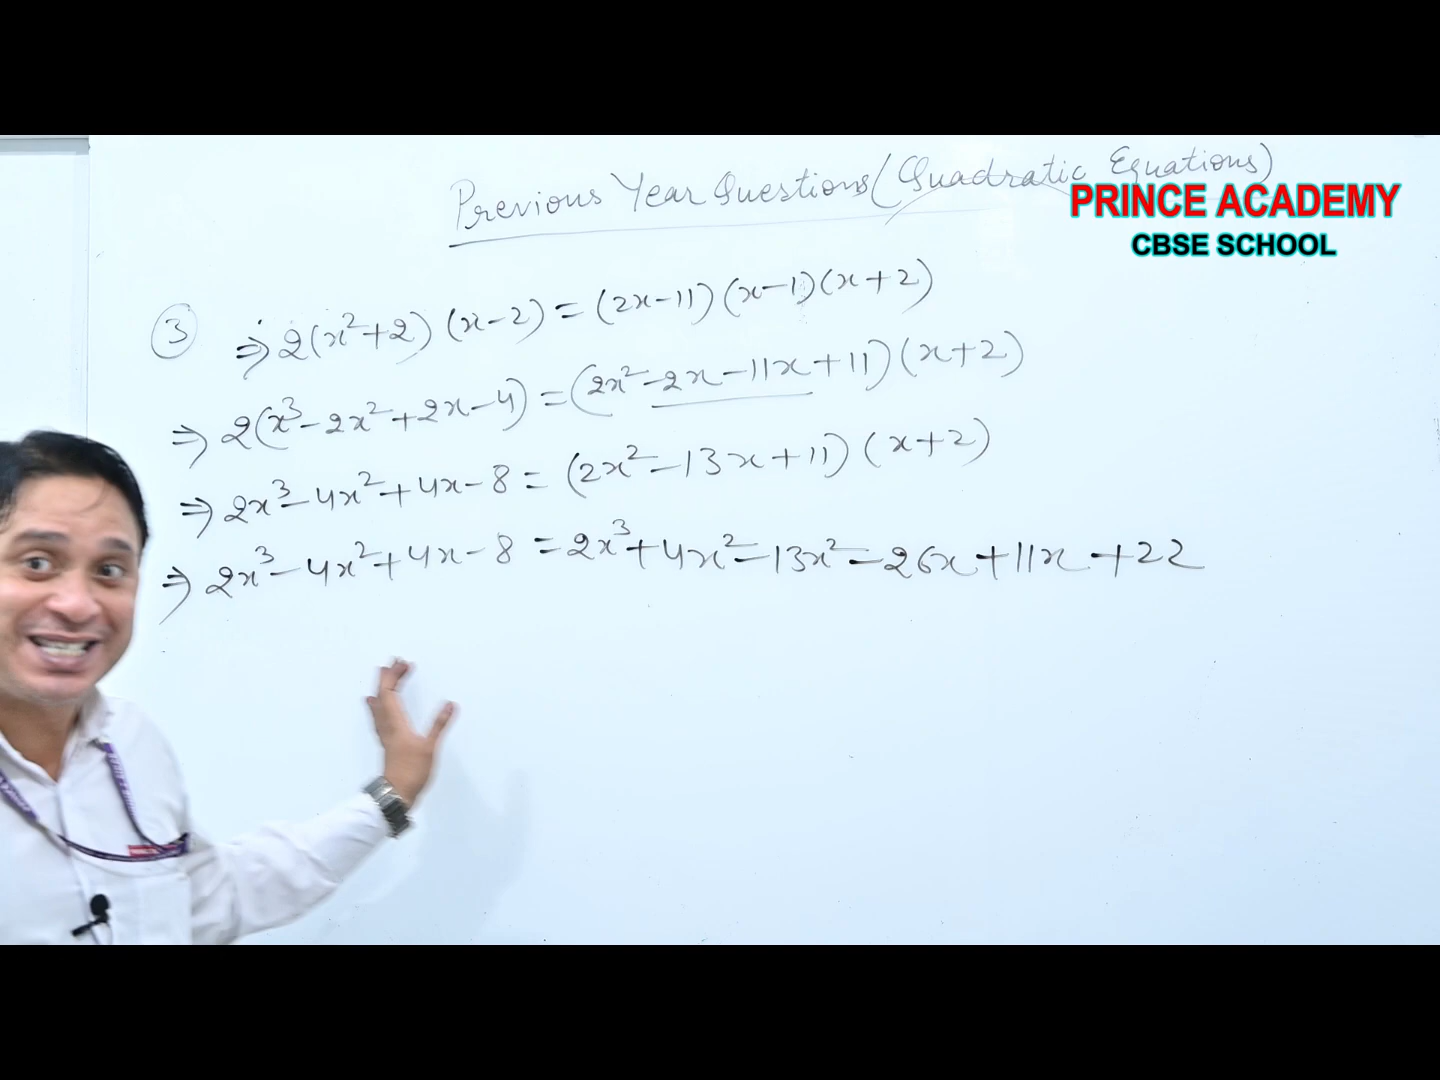 Previous Year Questions (Quadratic Equations)
PRINCE ACADEMY
CBSE SCHOOL
③ ⇒ 2(x²+2) (x-2) = (2x-11) (x-1) (x+2)
⇒ 2(x³-2x²+2x-4) = (2x²-2x-11x+11) (x+2)
⇒ 2x³-4x²+4x-8 = (2x²-13x+11) (x+2)
⇒ 2x³-4x²+4x-8 = 2x³+4x²-13x²-26x+11x+22